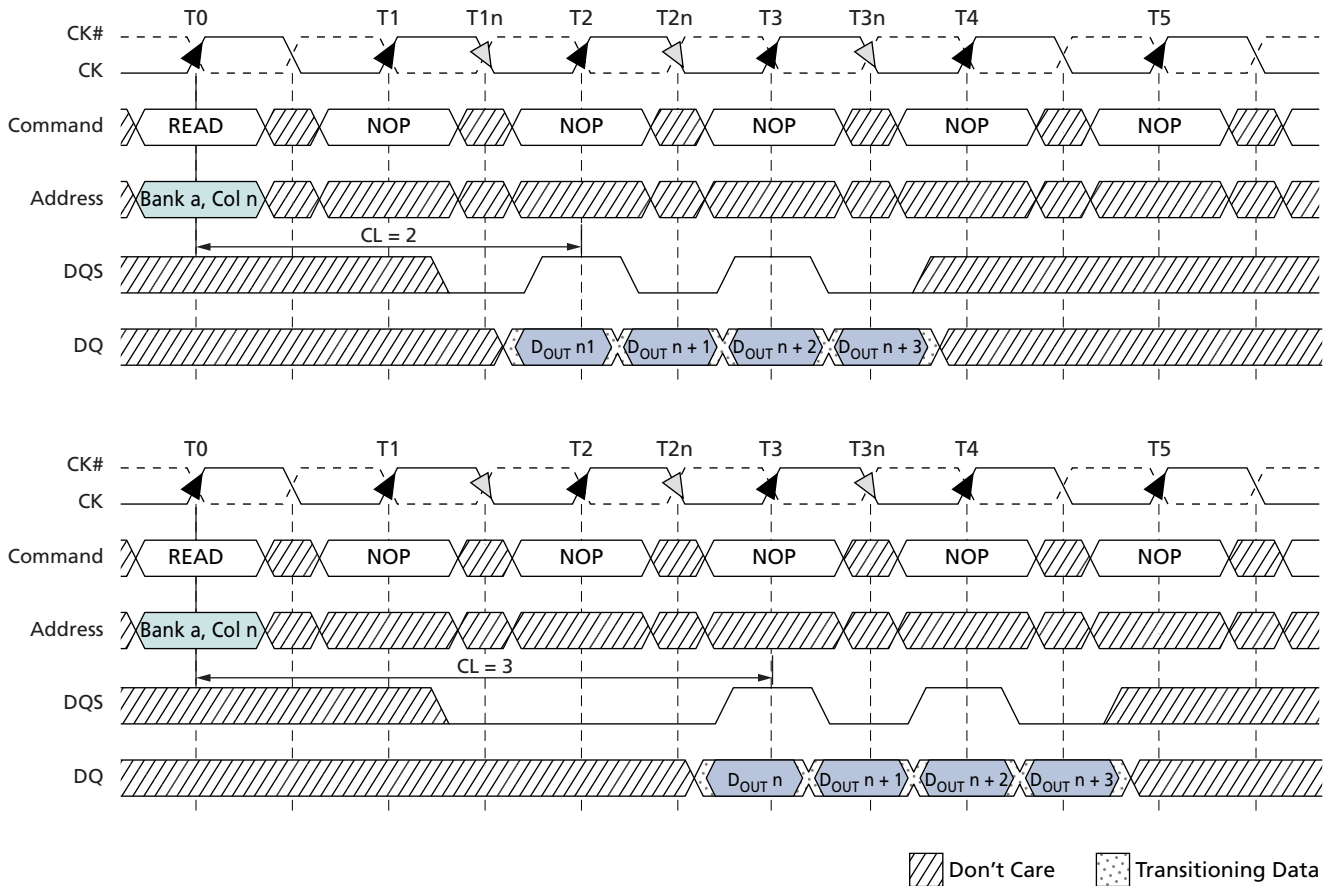 T0 T1 T1n T2 T2n T3 T3n T4 T5
CK#
CK
Command READ NOP NOP NOP NOP NOP
Address Bank a, Col n
CL = 2
DQS
DQ DOUT n1 DOUT n + 1 DOUT n + 2 DOUT n + 3
T0 T1 T2 T2n T3 T3n T4 T5
CK#
CK
Command READ NOP NOP NOP NOP NOP
Address Bank a, Col n
CL = 3
DQS
DQ DOUT n DOUT n + 1 DOUT n + 2 DOUT n + 3
Don't Care Transitioning Data